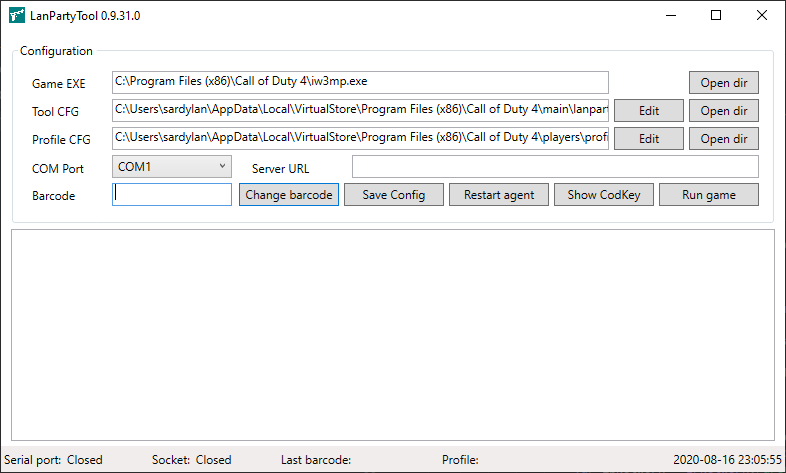 LanPartyTool 0.9.31.0
Configuration
Game EXE C:\Program Files (x86)\Call of Duty 4\iw3mp.exe Open dir
Tool CFG C:\Users\sardylan\AppData\Local\VirtualStore\Program Files (x86)\Call of Duty 4\main\lanpar Edit Open dir
Profile CFG C:\Users\sardylan\AppData\Local\VirtualStore\Program Files (x86)\Call of Duty 4\players\profi Edit Open dir
COM Port COM1 Server URL
Barcode Change barcode Save Config Restart agent Show CodKey Run game
Serial port: Closed Socket: Closed Last barcode: Profile: 2020-08-16 23:05:55